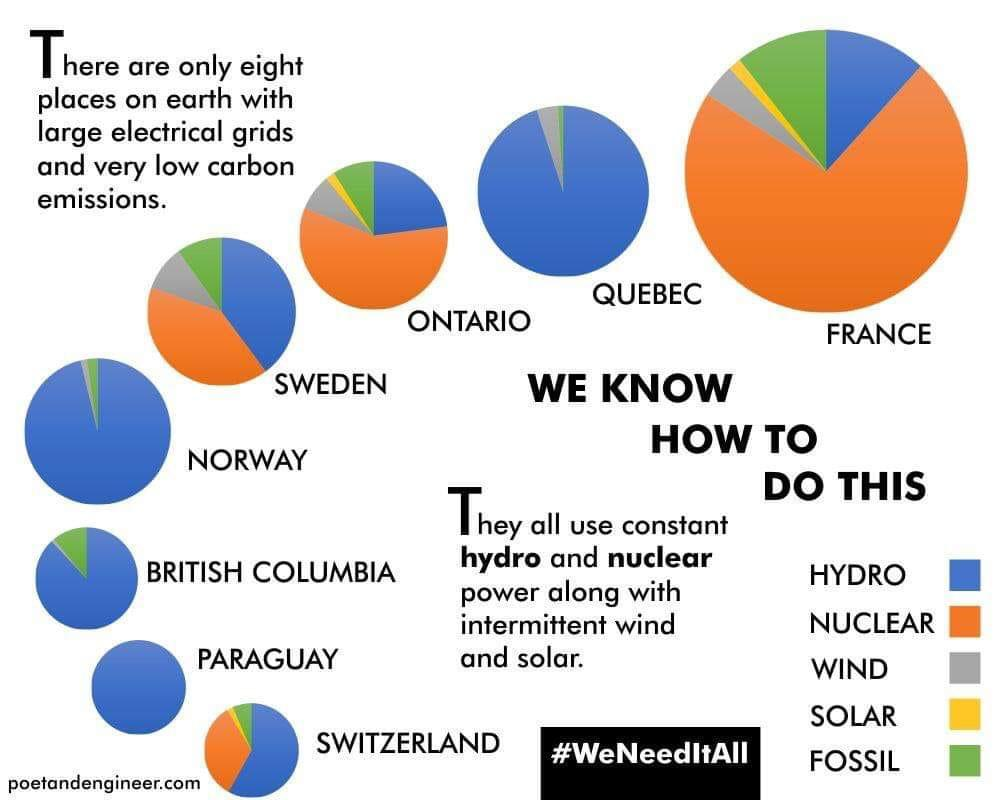 There are only eight
places on earth with
large electrical grids
and very low carbon
emissions.
QUEBEC
FRANCE
ONTARIO
SWEDEN
NORWAY
BRITISH COLUMBIA
PARAGUAY
SWITZERLAND
WE KNOW
HOW TO
DO THIS
They all use constant
hydro and nuclear
power along with
intermittent wind
and solar.
HYDRO
NUCLEAR
WIND
SOLAR
FOSSIL
#WeNeedItAll
poetandengineer.com